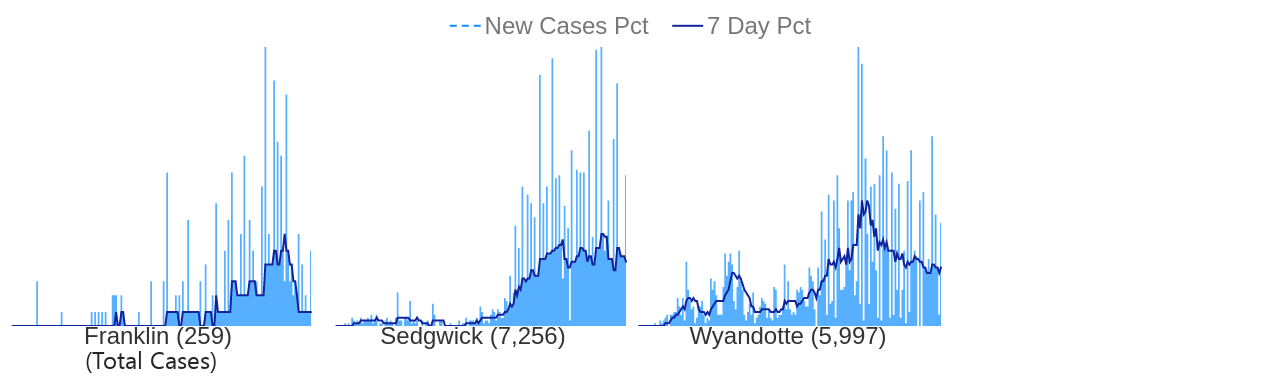 New Cases Pct 7 Day Pct
Franklin (259) Sedgwick (7,256) Wyandotte (5,997)
(Total Cases)